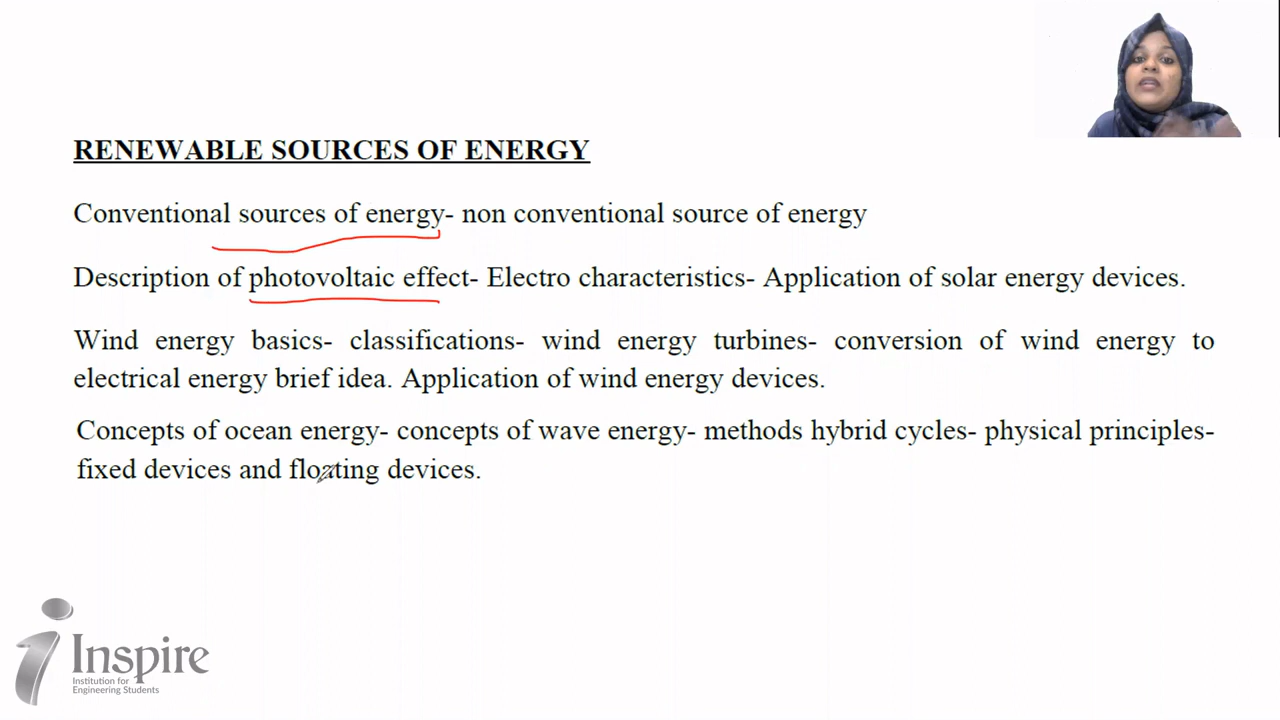 RENEWABLE SOURCES OF ENERGY
Conventional sources of energy- non conventional source of energy
Description of photovoltaic effect- Electro characteristics- Application of solar energy devices.
Wind energy basics- classifications- wind energy turbines- conversion of wind energy to
electrical energy brief idea. Application of wind energy devices.
Concepts of ocean energy- concepts of wave energy- methods hybrid cycles- physical principles-
fixed devices and floating devices.
Inspire
Institution for
Engineering Students